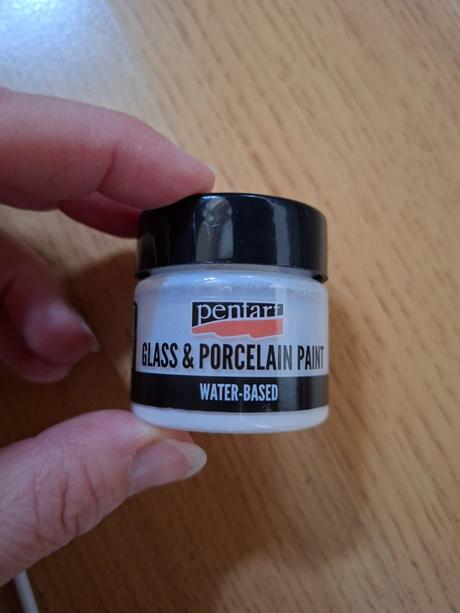 pentart
GLASS & PORCELAIN PAINT
WATER-BASED